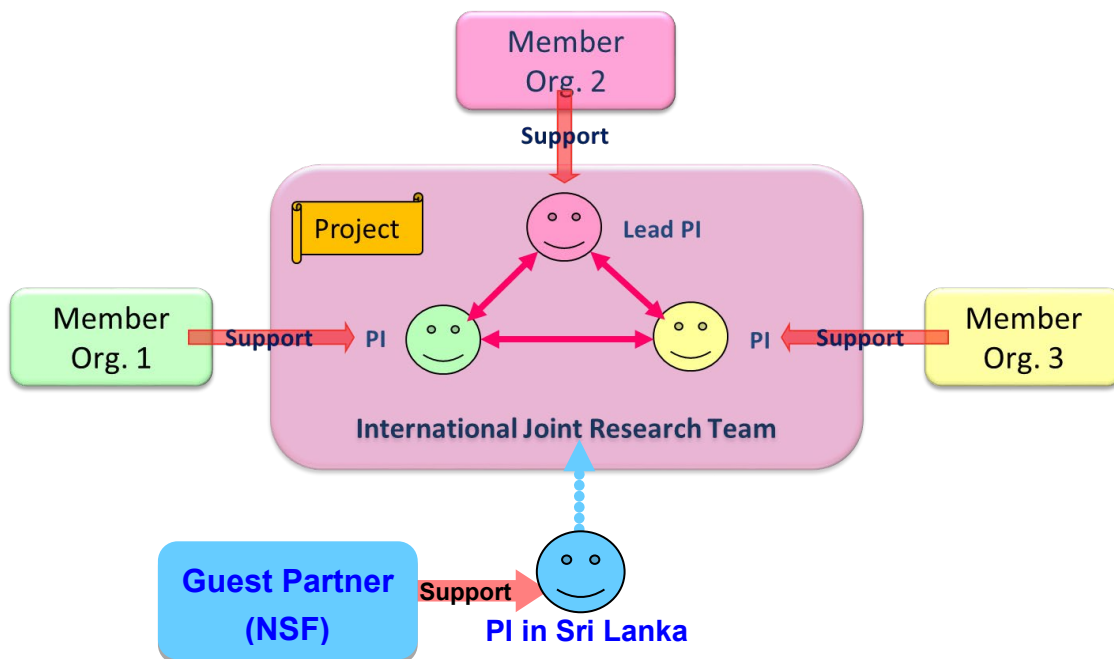 Member
Org. 2
Support
Project
Lead PI
Member
Org. 1
Support
PI
PI
Support
Member
Org. 3
International Joint Research Team
Guest Partner
(NSF)
Support
PI in Sri Lanka